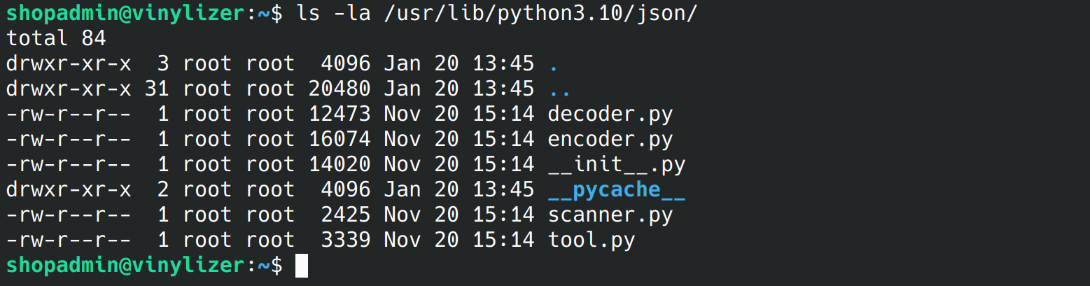 shopadmin@vinylizer:~$ ls -la /usr/lib/python3.10/json/
total 84
drwxr-xr-x  3 root root  4096 Jan 20 13:45 .
drwxr-xr-x 31 root root 20480 Jan 20 13:45 ..
-rw-r--r--  1 root root 12473 Nov 20 15:14 decoder.py
-rw-r--r--  1 root root 16074 Nov 20 15:14 encoder.py
-rw-r--r--  1 root root 14020 Nov 20 15:14 __init__.py
drwxr-xr-x  2 root root  4096 Jan 20 13:45 __pycache__
-rw-r--r--  1 root root  2425 Nov 20 15:14 scanner.py
-rw-r--r--  1 root root  3339 Nov 20 15:14 tool.py
shopadmin@vinylizer:~$